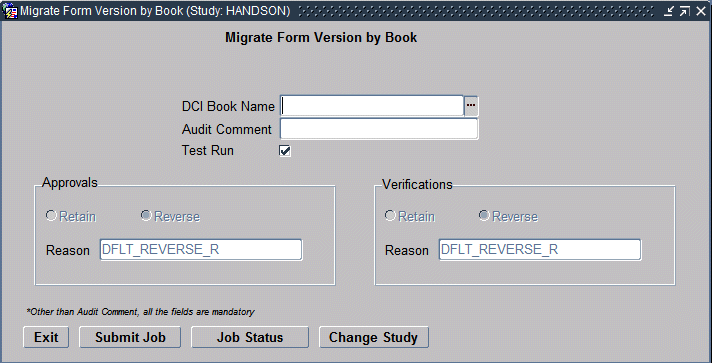 Migrate Form Version by Book (Study: HANDSON)
Migrate Form Version by Book
DCI Book Name ...
Audit Comment
Test Run
Approvals Verifications
Retain Reverse Retain Reverse
Reason DFLT_REVERSE_R Reason DFLT_REVERSE_R
*Other than Audit Comment, all the fields are mandatory
Exit Submit Job Job Status Change Study